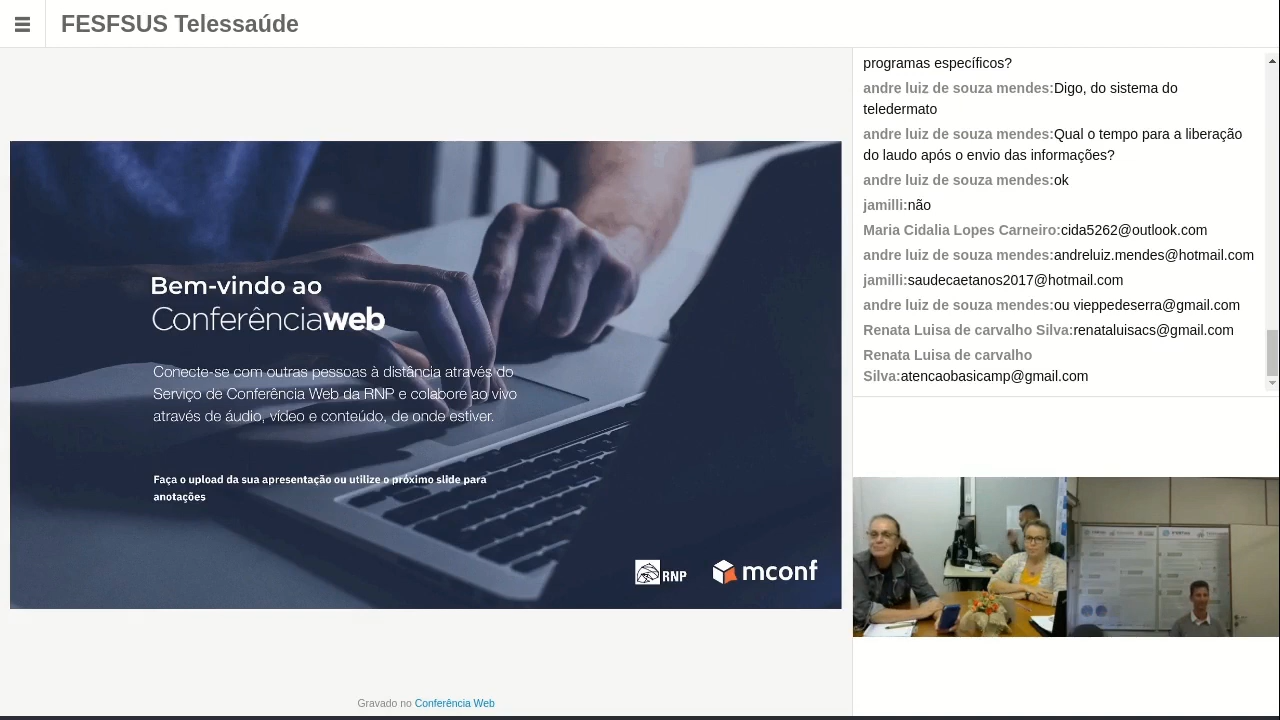 FESFSUS Telessaúde
Bem-vindo ao
Conferênciaweb
Conecte-se com outras pessoas à distância através do
Serviço de Conferência Web da RNP e colabore ao vivo
através de áudio, vídeo e conteúdo, de onde estiver.
Faça o upload da sua apresentação ou utilize o próximo slide para
anotações
RNP
mconf
Gravado no Conferência Web
programas específicos?
andre luiz de souza mendes:Digo, do sistema do
teledermato
andre luiz de souza mendes:Qual o tempo para a liberação
do laudo após o envio das informações?
andre luiz de souza mendes:ok
jamilli:não
Maria Cidalia Lopes Carneiro:cida5262@outlook.com
andre luiz de souza mendes:andreluiz.mendes@hotmail.com
jamilli:saudecaetanos2017@hotmail.com
andre luiz de souza mendes:ou vieppedeserra@gmail.com
Renata Luisa de carvalho Silva:renataluisacs@gmail.com
Renata Luisa de carvalho
Silva:atencaobasicamp@gmail.com